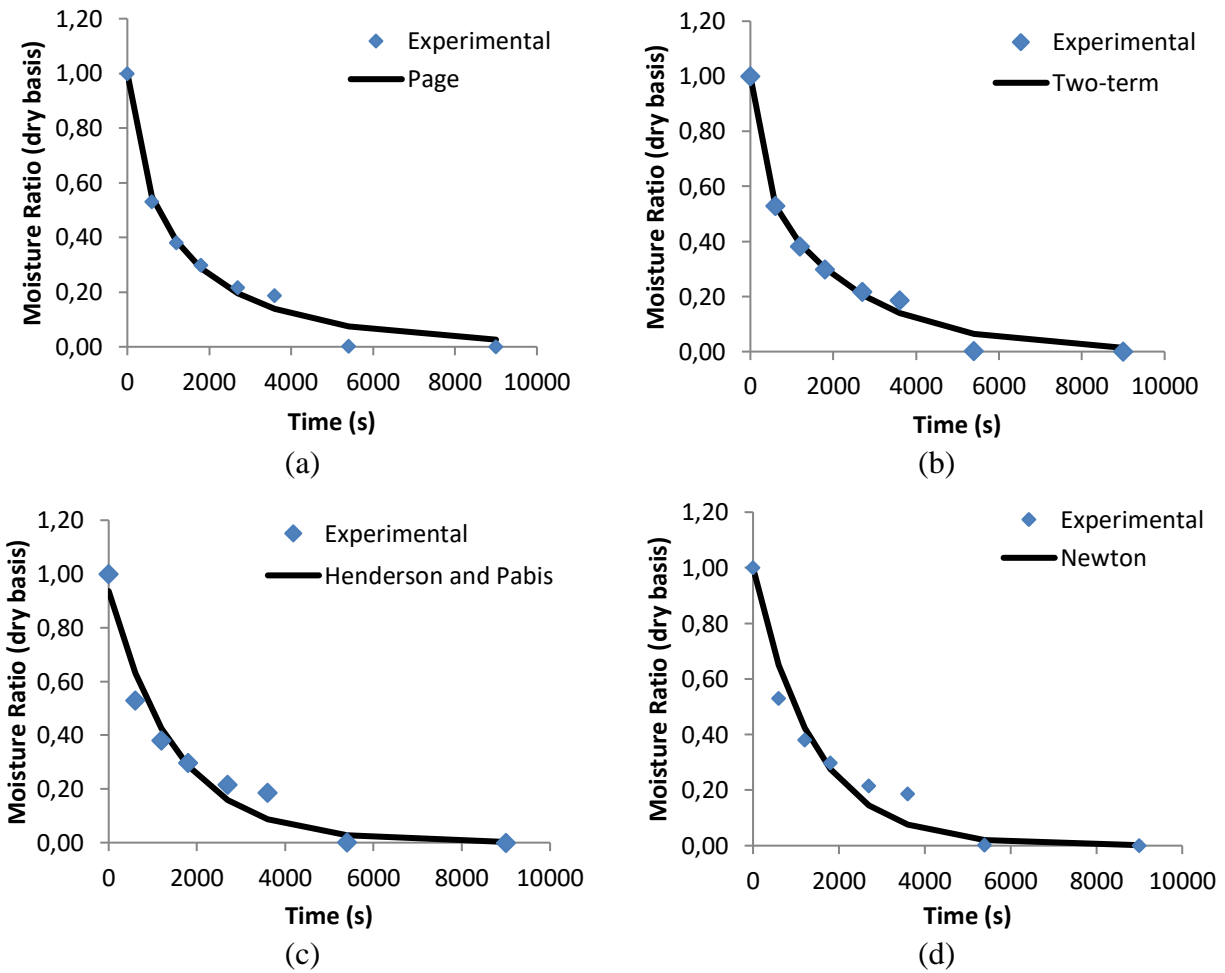 Moisture Ratio (dry basis)
1,20
1,00
0,80
0,60
0,40
0,20
0,00
Experimental
Page
0 2000 4000 6000 8000 10000
Time (s)
(a)
Moisture Ratio (dry basis)
1,20
1,00
0,80
0,60
0,40
0,20
0,00
Experimental
Two-term
0 2000 4000 6000 8000 10000
Time (s)
(b)
Moisture Ratio (dry basis)
1,20
1,00
0,80
0,60
0,40
0,20
0,00
Experimental
Henderson and Pabis
0 2000 4000 6000 8000 10000
Time (s)
(c)
Moisture Ratio (dry basis)
1,20
1,00
0,80
0,60
0,40
0,20
0,00
Experimental
Newton
0 2000 4000 6000 8000 10000
Time (s)
(d)